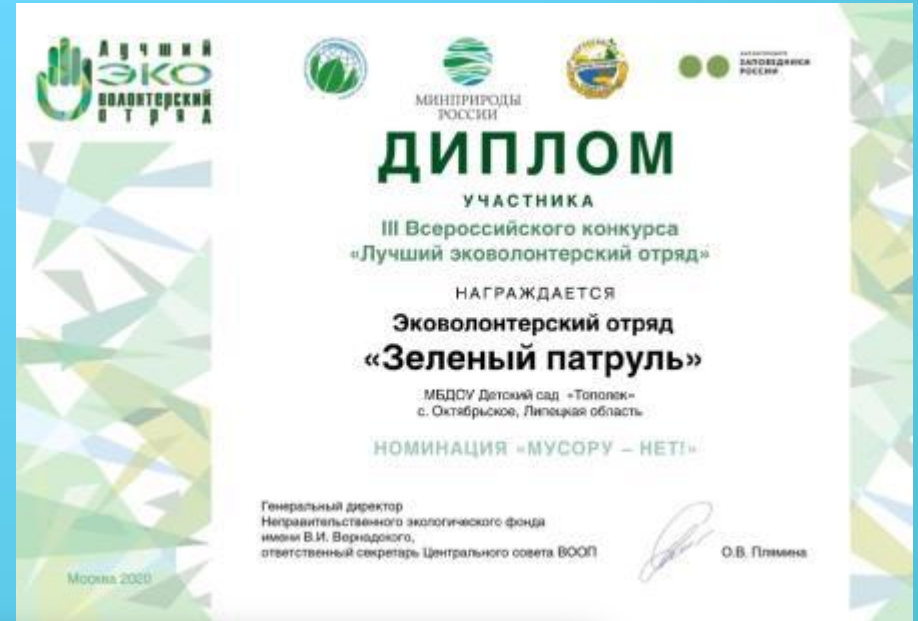 Лучший
ЭКО
ВОЛОНТЕРСКИЙ
ОТРЯД
МИНПРИРОДЫ
РОССИИ
ЗАПОВЕДНИКИ
РОССИИ
ДИПЛОМ
УЧАСТНИКА
III Всероссийского конкурса
«Лучший эковолонтерский отряд»
НАГРАЖДАЕТСЯ
Эковолонтерский отряд
«Зеленый патруль»
МБДОУ Детский сад «Тополек»
с. Октябрьское, Липецкая область
НОМИНАЦИЯ «МУСОРУ – НЕТ!»
Генеральный директор
Неправительственного экологического фонда
имени В.И. Вернадского,
ответственный секретарь Центрального совета ВООП
О.В. Плямина
Москва 2020